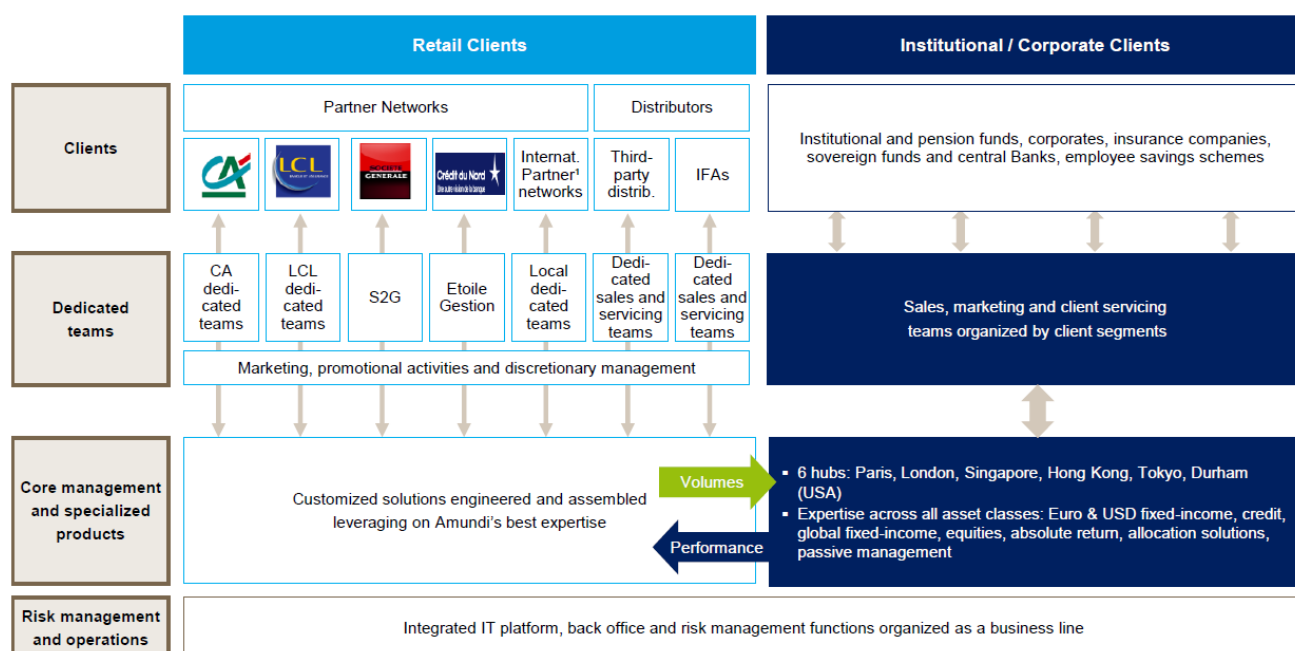 Retail Clients
Institutional / Corporate Clients
Clients
Partner Networks
Distributors
LCL
SOCIETE
GENERALE
Crédit du Nord
Une autre vision de la banque
Internat.
Partner¹
networks
Third-
party
distrib.
IFAs
Institutional and pension funds, corporates, insurance companies,
sovereign funds and central Banks, employee savings schemes
Dedicated
teams
CA
dedi-
cated
teams
LCL
dedi-
cated
teams
S2G
Etoile
Gestion
Local
dedi-
cated
teams
Dedi-
cated
sales and
servicing
teams
Dedi-
cated
sales and
servicing
teams
Marketing, promotional activities and discretionary management
Sales, marketing and client servicing
teams organized by client segments
Core management
and specialized
products
Customized solutions engineered and assembled
leveraging on Amundi's best expertise
Volumes
Performance
▪ 6 hubs: Paris, London, Singapore, Hong Kong, Tokyo, Durham
(USA)
▪ Expertise across all asset classes: Euro & USD fixed-income, credit,
global fixed-income, equities, absolute return, allocation solutions,
passive management
Risk management
and operations
Integrated IT platform, back office and risk management functions organized as a business line